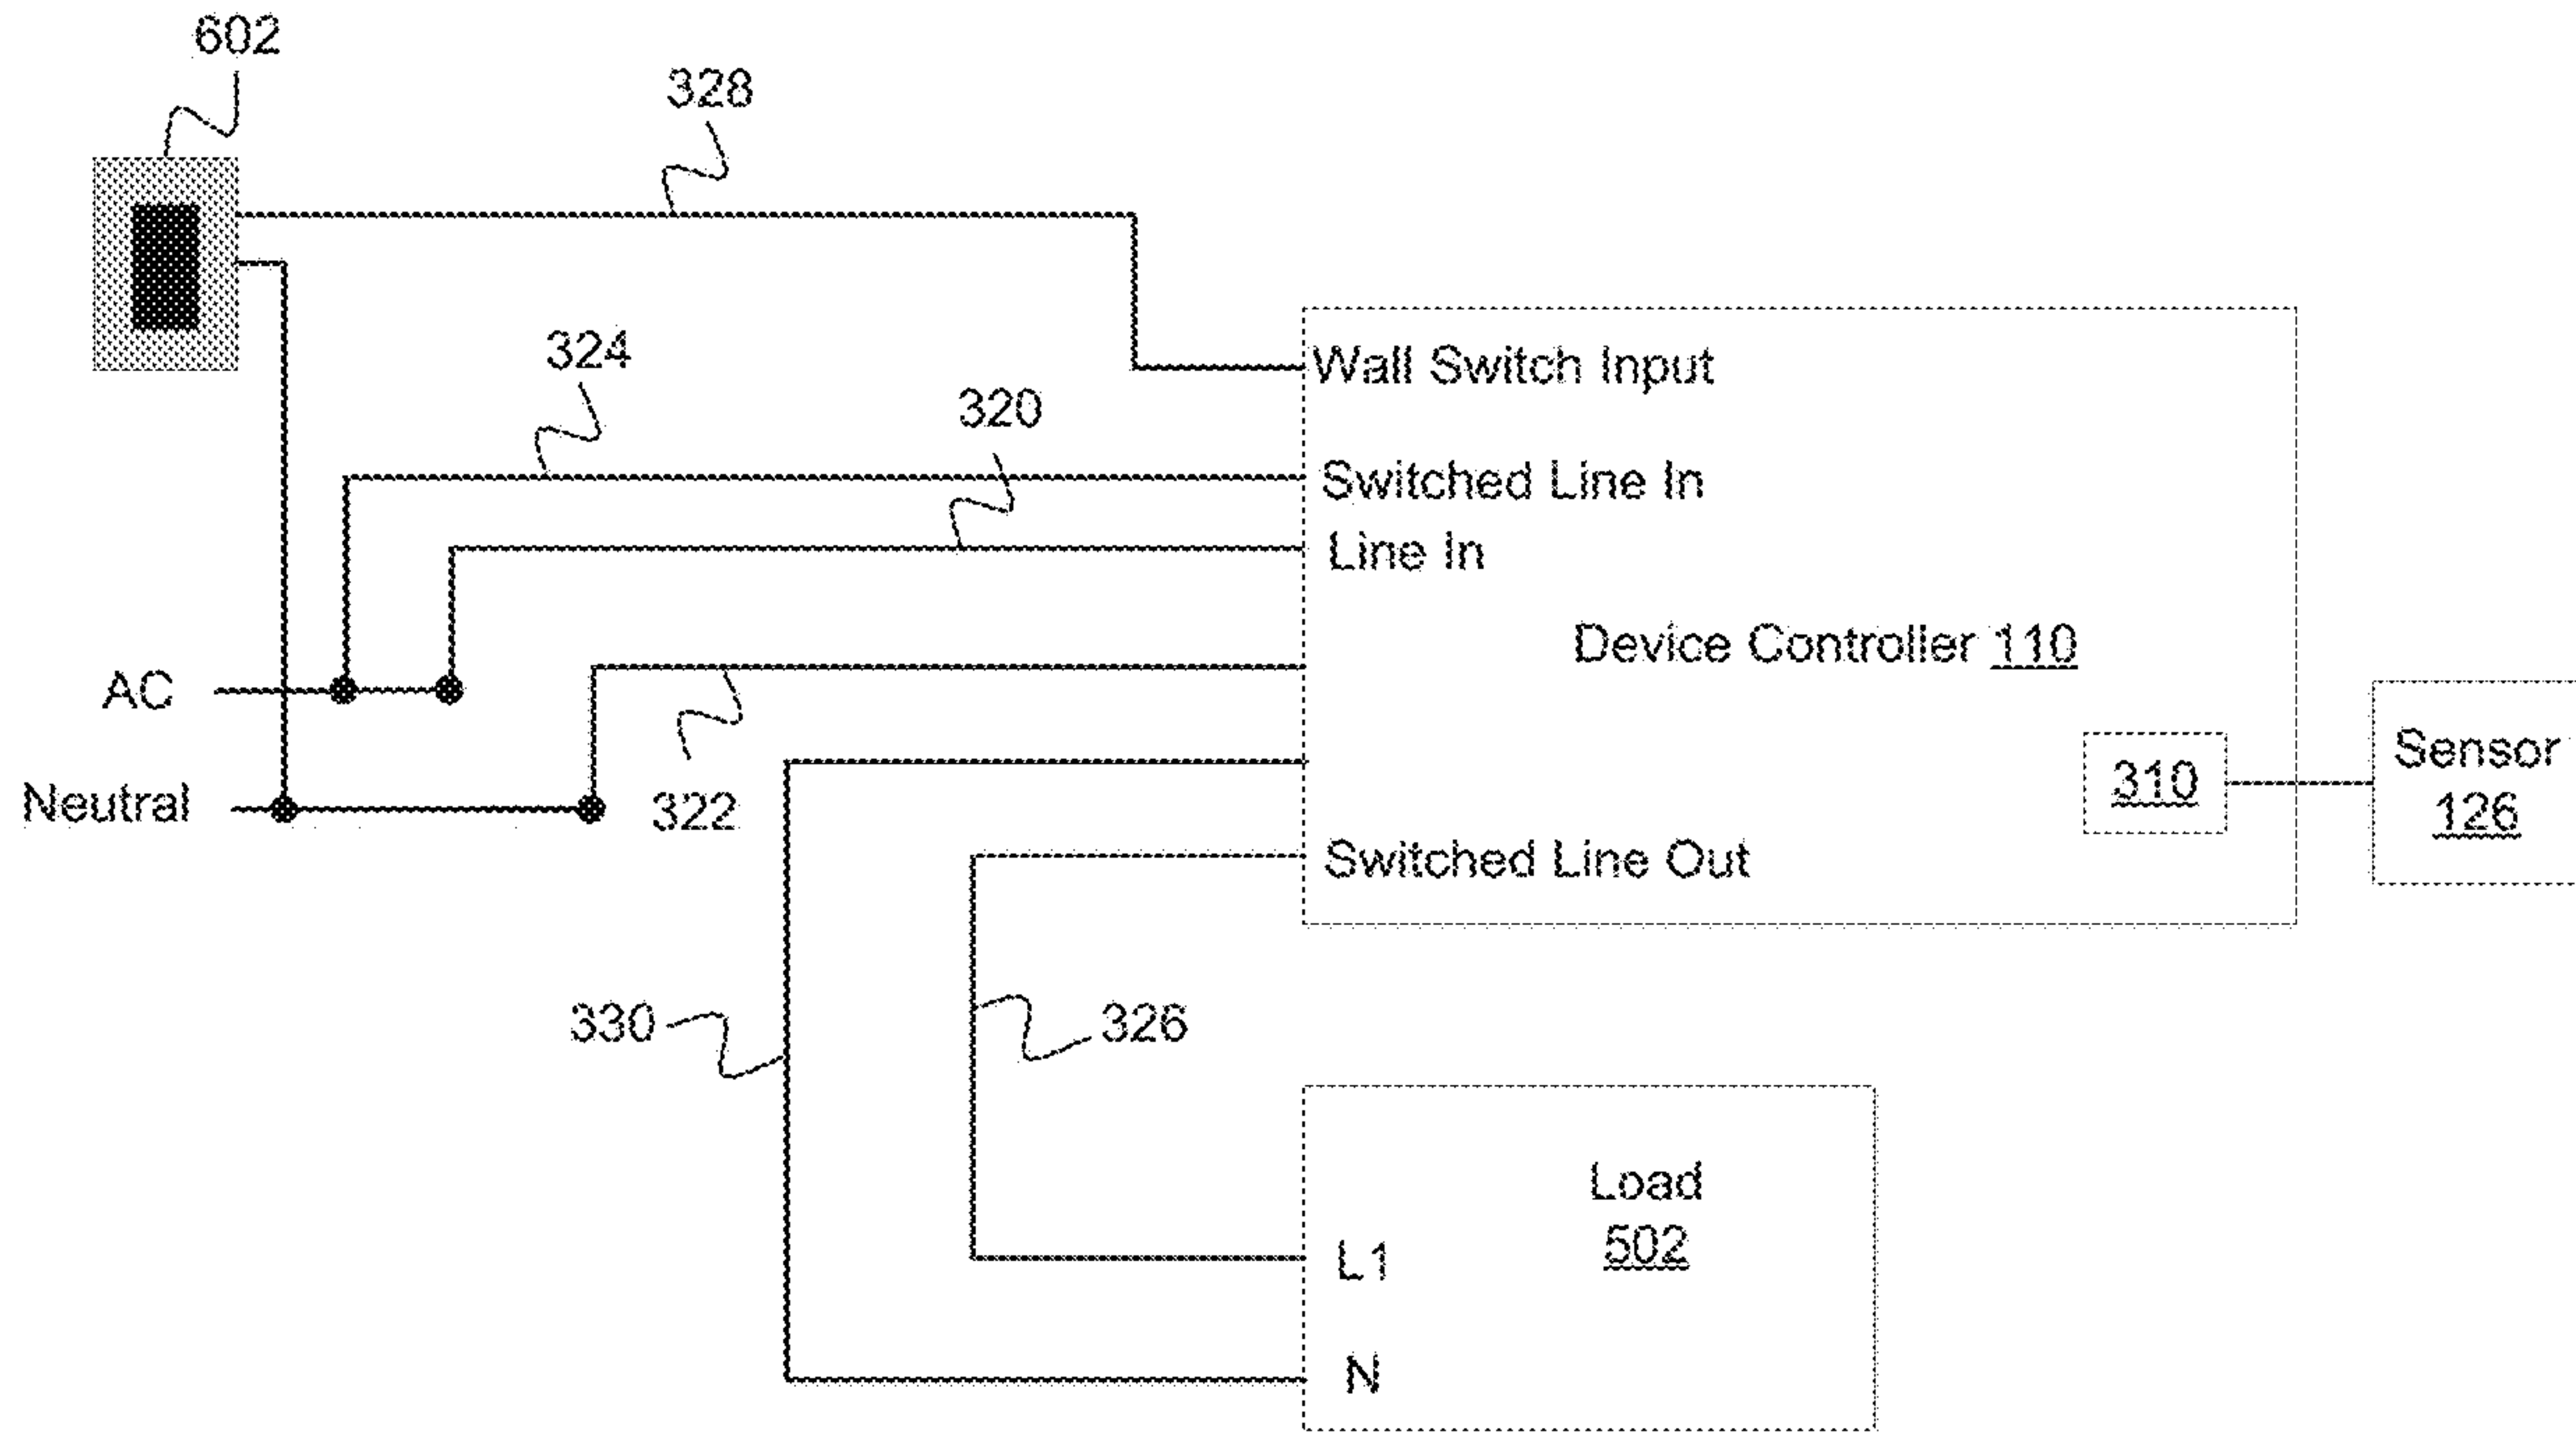 602
328
324
320
Wall Switch Input
Switched Line In
Line In
Device Controller 110
AC
Neutral
322
310
Sensor
126
Switched Line Out
330
326
Load
502
L1
N